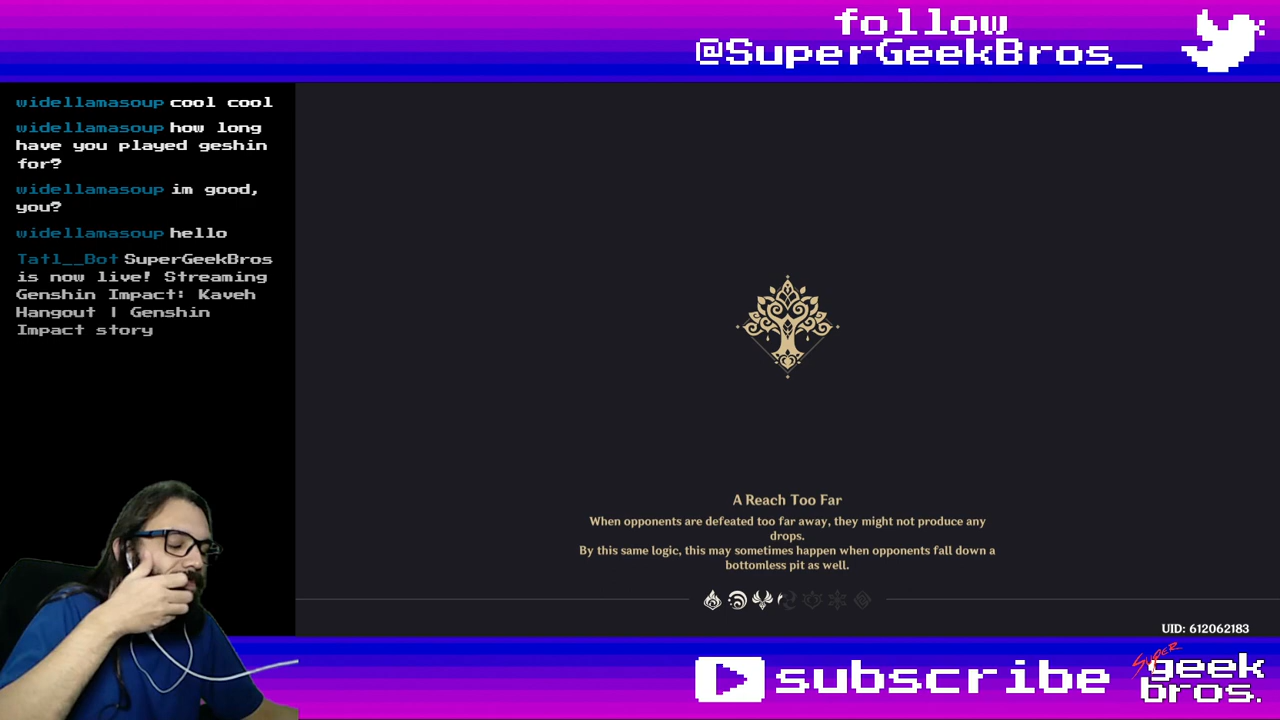 follow
@SuperGeekBros_
widellamasoup cool cool
widellamasoup how long
have you played geshin
for?
widellamasoup im good,
you?
widellamasoup hello
Tatl__Bot SuperGeekBros
is now live! Streaming
Genshin Impact: Kaveh
Hangout | Genshin
Impact story
A Reach Too Far
When opponents are defeated too far away, they might not produce any
drops.
By this same logic, this may sometimes happen when opponents fall down a
bottomless pit as well.
UID: 612062183
subscribe
SUPER
geek
bros.